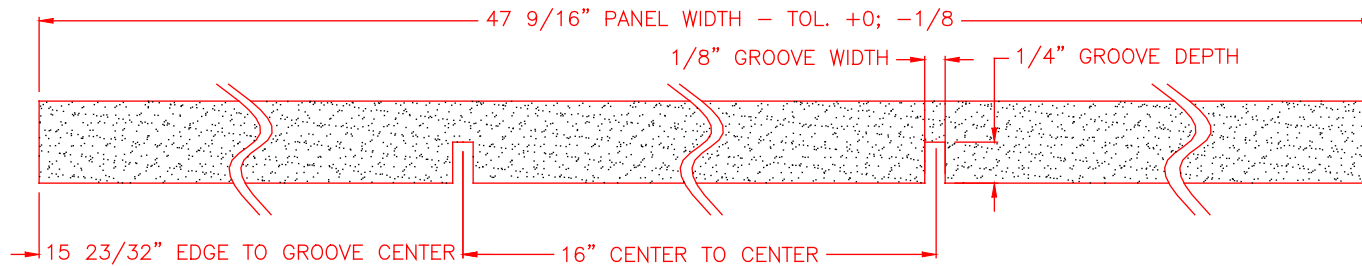 47 9/16" PANEL WIDTH – TOL. +0; –1/8
1/8" GROOVE WIDTH
1/4" GROOVE DEPTH
15 23/32" EDGE TO GROOVE CENTER
16" CENTER TO CENTER